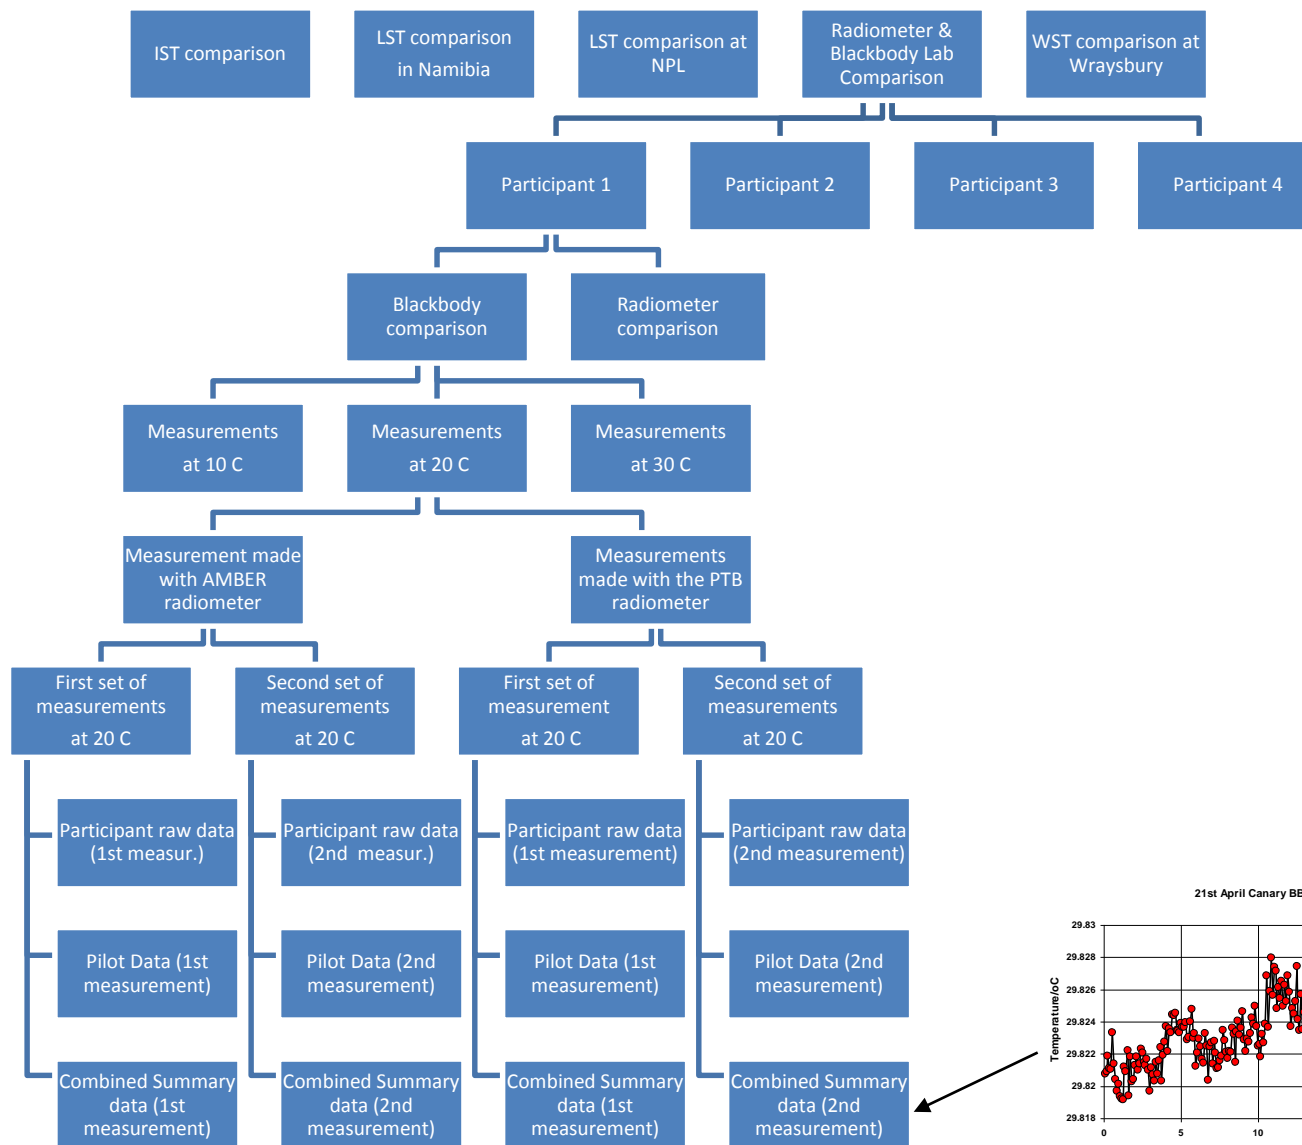 IST comparison
LST comparison
in Namibia
LST comparison at
NPL
Radiometer &
Blackbody Lab
Comparison
WST comparison at
Wraysbury
Participant 1
Participant 2
Participant 3
Participant 4
Blackbody
comparison
Radiometer
comparison
Measurements
at 10 C
Measurements
at 20 C
Measurements
at 30 C
Measurement made
with AMBER
radiometer
Measurements
made with the PTB
radiometer
First set of
measurements
at 20 C
Second set of
measurements
at 20 C
First set of
measurement
at 20 C
Second set of
measurements
at 20 C
Participant raw data
(1st measur.)
Participant raw data
(2nd measur.)
Participant raw data
(1st measurement)
Participant raw data
(2nd measurement)
Pilot Data (1st
measurement)
Pilot Data (2nd
measurement)
Pilot Data (1st
measurement)
Pilot Data (2nd
measurement)
Combined Summary
data (1st
measurement)
Combined Summary
data (2nd
measurement)
Combined Summary
data (1st
measurement)
Combined Summary
data (2nd
measurement)
21st April Canary BB
Temperature/oC
29.83
29.828
29.826
29.824
29.822
29.82
29.818
0 5 10